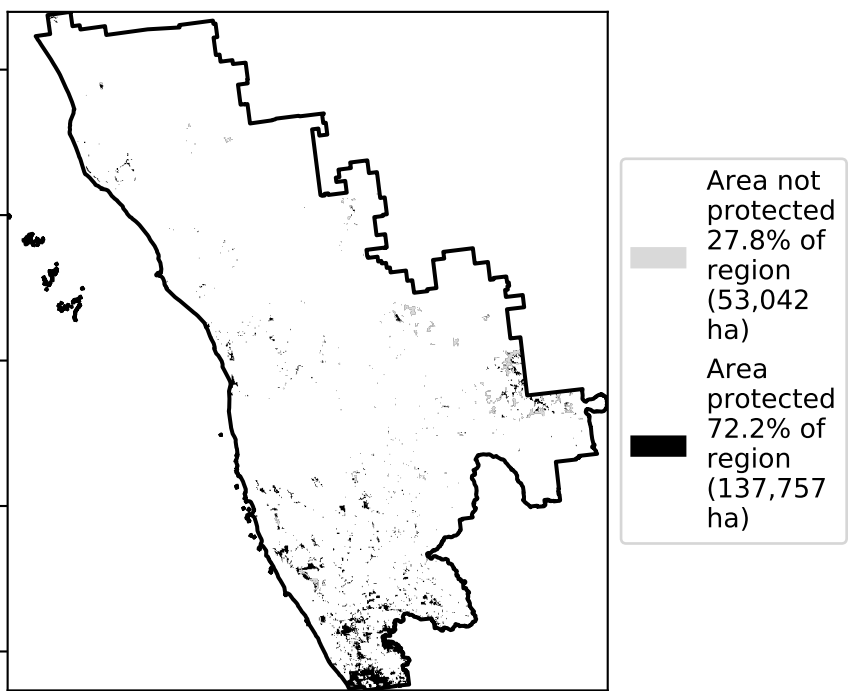 Area not
protected
27.8% of
region
(53,042
ha)
Area
protected
72.2% of
region
(137,757
ha)